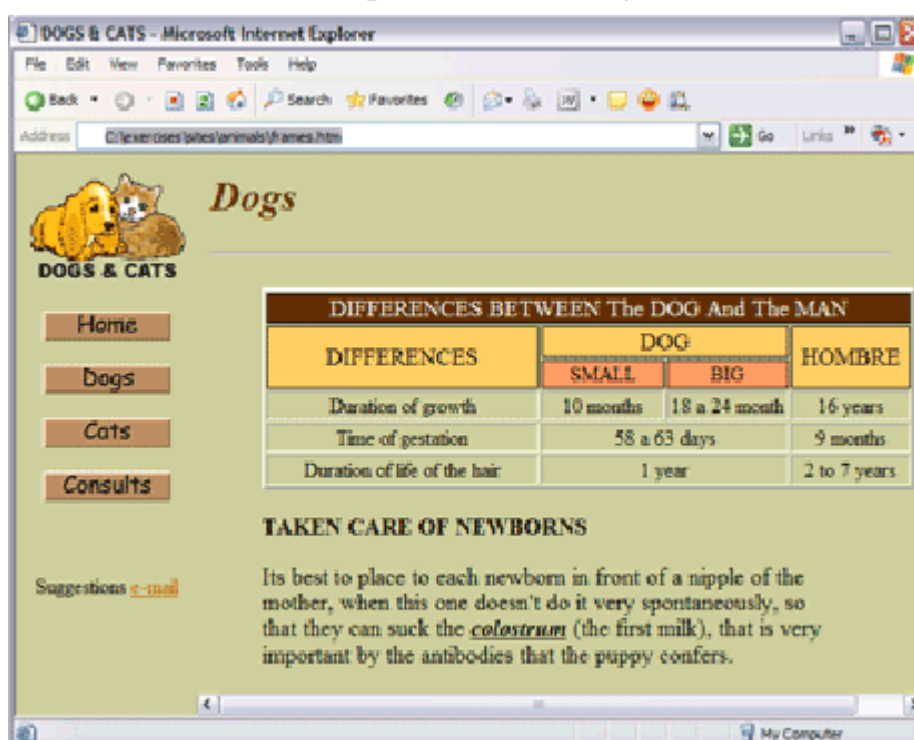 DOGS & CATS - Microsoft Internet Explorer
File Edit View Favorites Tools Help
Back Search Favorites
Address C:\exercises\sites\animals\frames.htm Go Links »
DOGS & CATS
Home
Dogs
Cats
Consults
Suggestions e-mail
Dogs
DIFFERENCES BETWEEN The DOG And The MAN
DIFFERENCES DOG HOMBRE
SMALL BIG
Duration of growth 10 months 18 a 24 month 16 years
Time of gestation 58 a 63 days 9 months
Duration of life of the hair 1 year 2 to 7 years
TAKEN CARE OF NEWBORNS
Its best to place to each newborn in front of a nipple of the
mother, when this one doesn't do it very spontaneously, so
that they can suck the colostrum (the first milk), that is very
important by the antibodies that the puppy confers.
My Computer